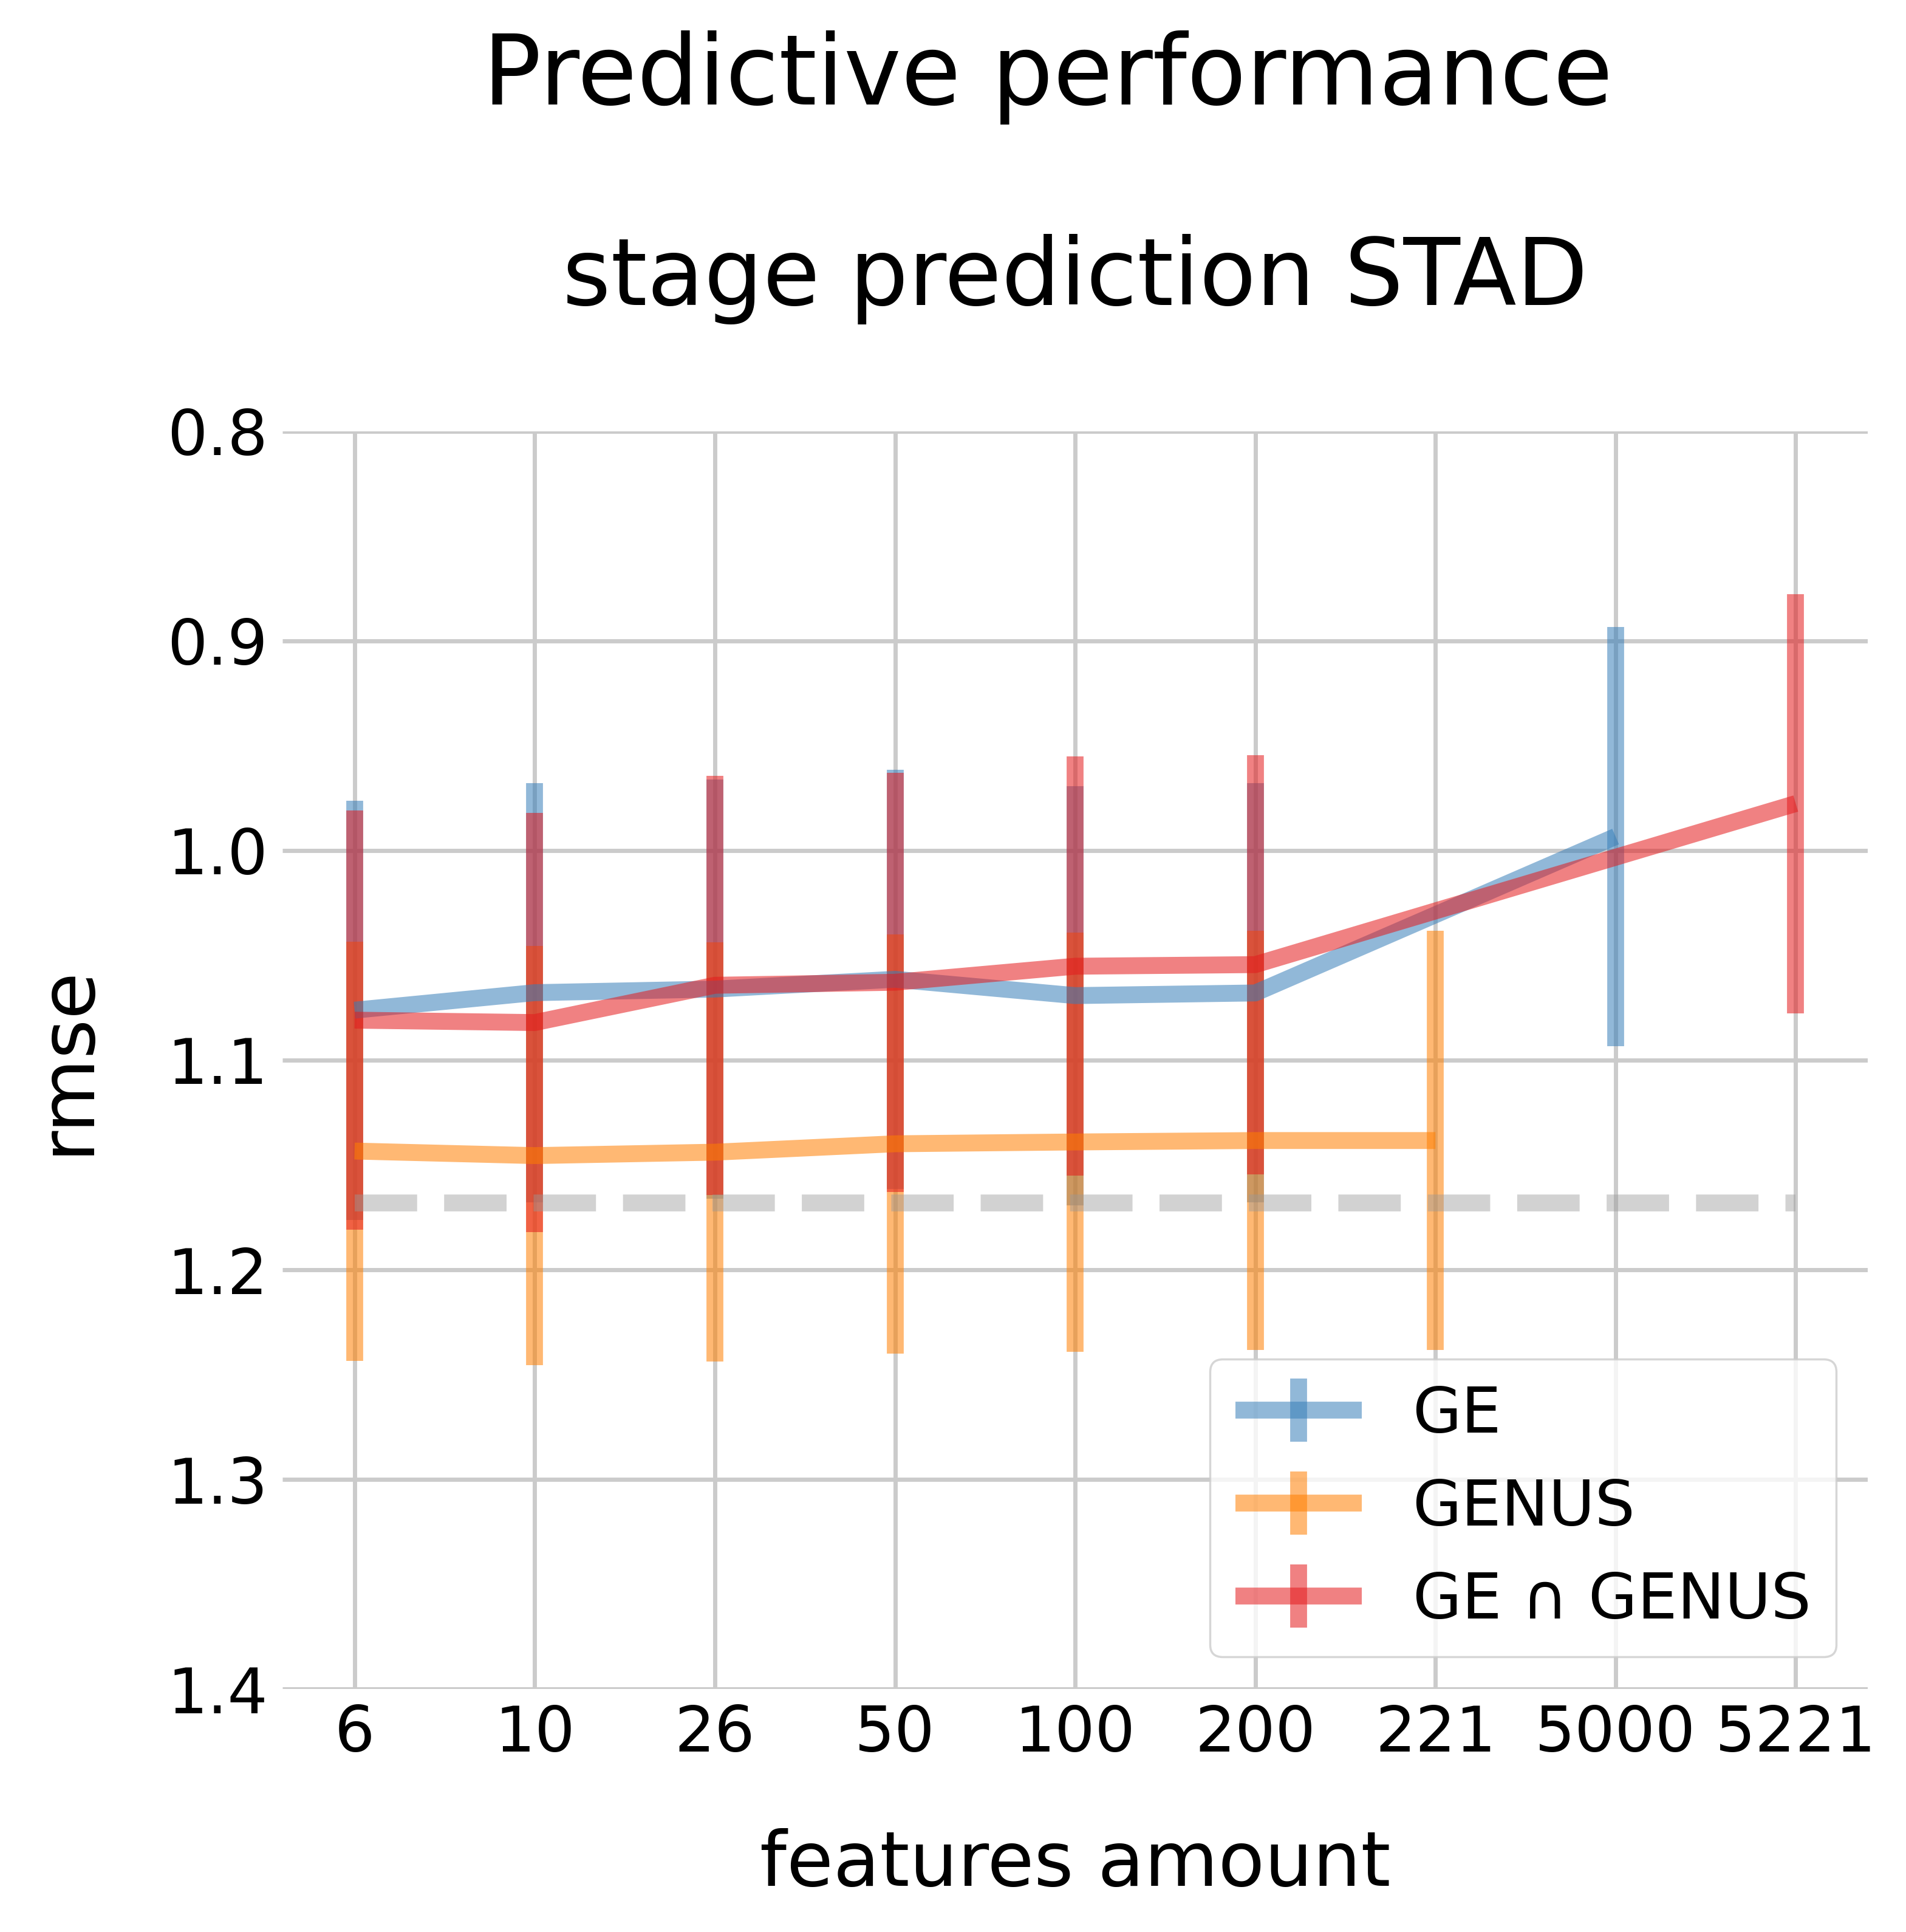 Predictive performance
stage prediction STAD
0.8
0.9
1.0
1.1
1.2
1.3
1.4
rmse
GE
GENUS
GE ∩ GENUS
6 10 26 50 100 200 221 5000 5221
features amount